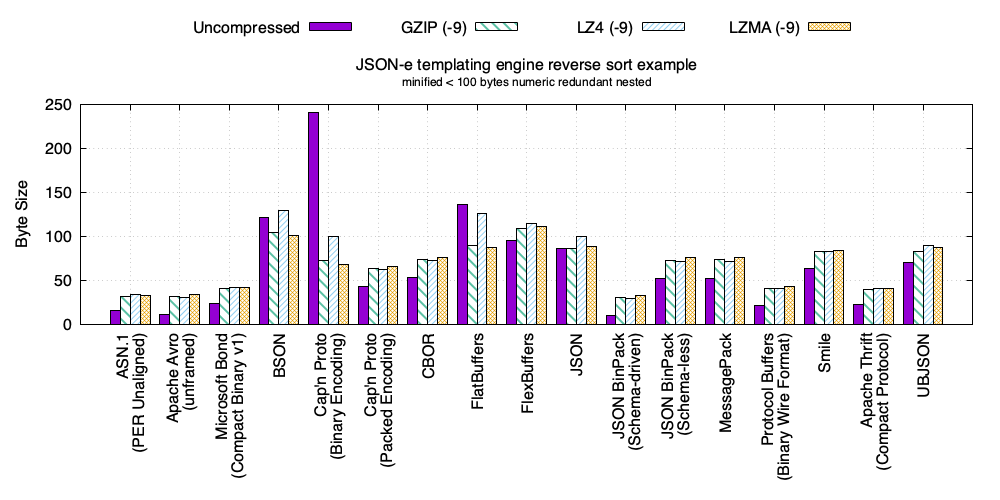 Uncompressed GZIP (-9) LZ4 (-9) LZMA (-9)
JSON-e templating engine reverse sort example
minified < 100 bytes numeric redundant nested
Byte Size
250
200
150
100
50
0
ASN.1
(PER Unaligned)
Apache Avro
(unframed)
Microsoft Bond
(Compact Binary v1)
BSON
Cap'n Proto
(Binary Encoding)
Cap'n Proto
(Packed Encoding)
CBOR
FlatBuffers
FlexBuffers
JSON
JSON BinPack
(Schema-driven)
JSON BinPack
(Schema-less)
MessagePack
Protocol Buffers
(Binary Wire Format)
Smile
Apache Thrift
(Compact Protocol)
UBJSON